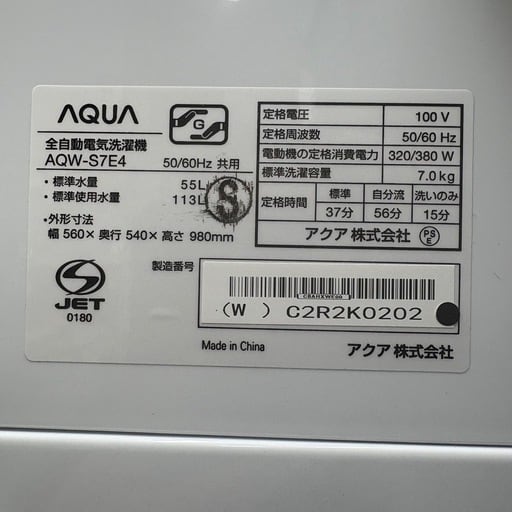 AQUA
G
全自動電気洗濯機
AQW-S7E4
50/60Hz 共用
・標準水量 55L
・標準使用水量 113L
S
・外形寸法
幅 560× 奥行 540× 高さ 980mm
定格電圧 100 V
定格周波数 50/60 Hz
電動機の定格消費電力 320/380 W
標準洗濯容量 7.0 kg
定格時間 標準 自分流 洗いのみ
37分 56分 15分
アクア 株式会社 PSE
S
JET
0180
製造番号
CBAHXWE00
(W ) C2R2K0202
Made in China
アクア 株式会社